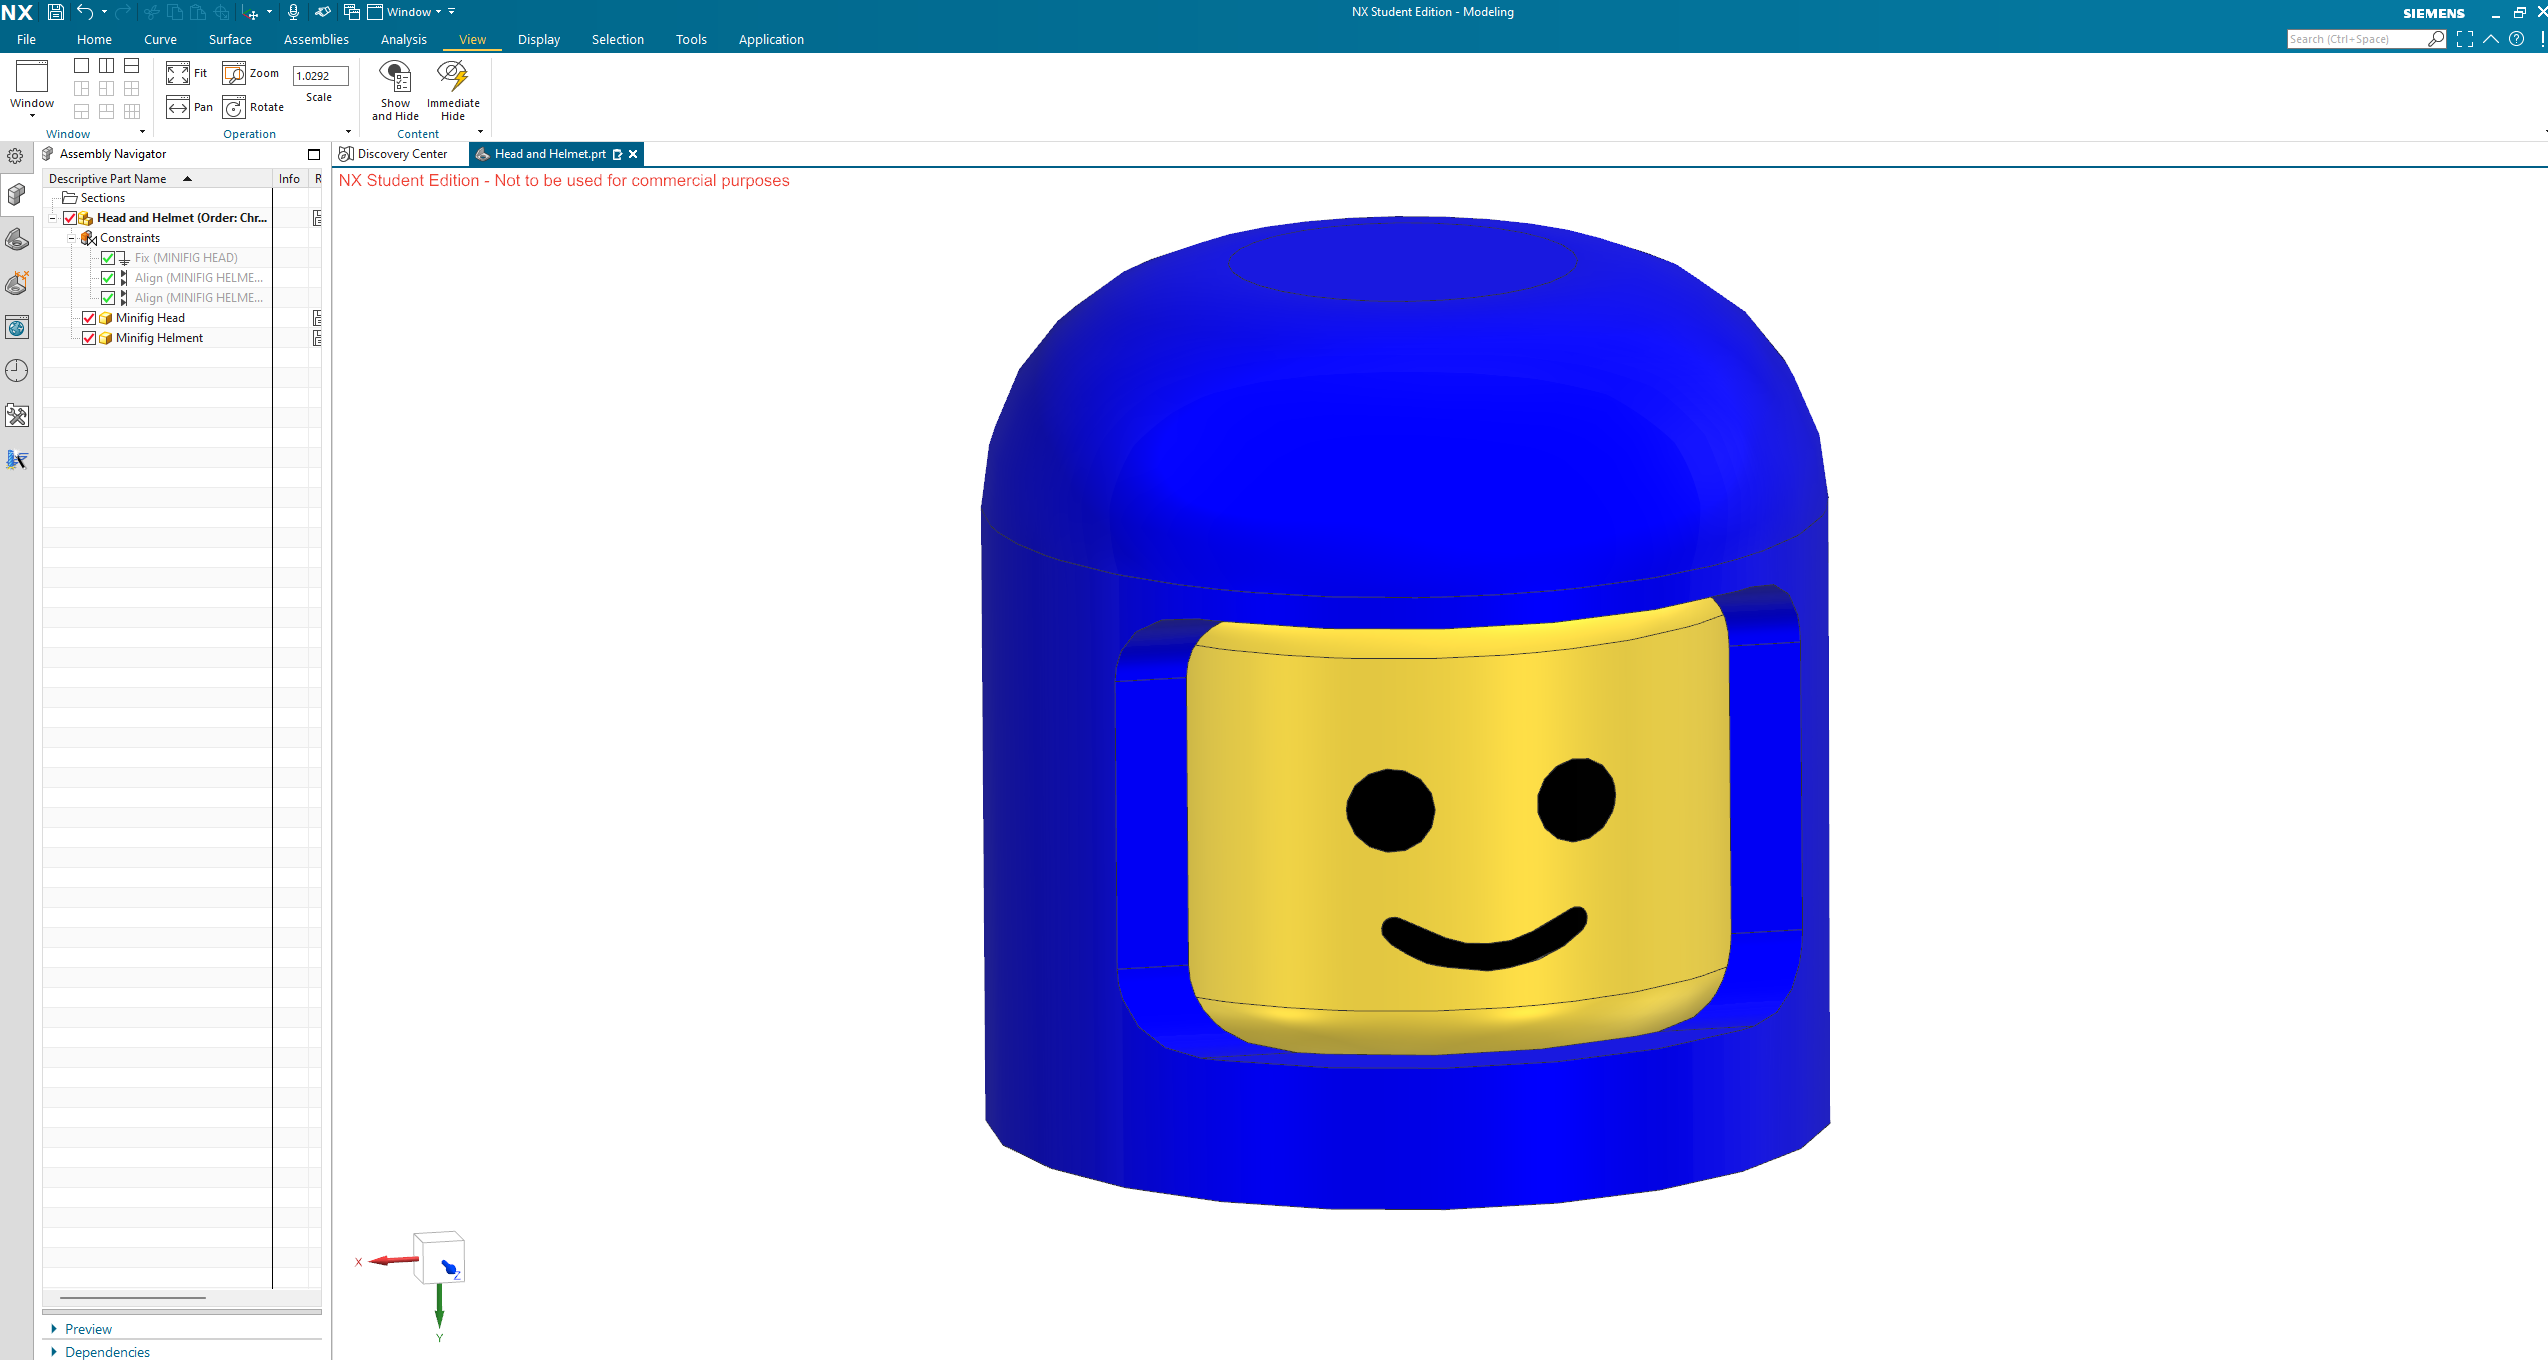 NX Window NX Student Edition - Modeling SIEMENS
File Home Curve Surface Assemblies Analysis View Display Selection Tools Application Search (Ctrl+Space)
Window Fit Zoom 1.0292 Show and Hide Immediate Hide
Pan Rotate Scale
Window Operation Content
Assembly Navigator Discovery Center Head and Helmet.prt
Descriptive Part Name Info R
NX Student Edition - Not to be used for commercial purposes
Sections
Head and Helmet (Order: Chr...
Constraints
Fix (MINIFIG HEAD)
Align (MINIFIG HELME...
Align (MINIFIG HELME...
Minifig Head
Minifig Helment
X
Z
Y
Preview
Dependencies